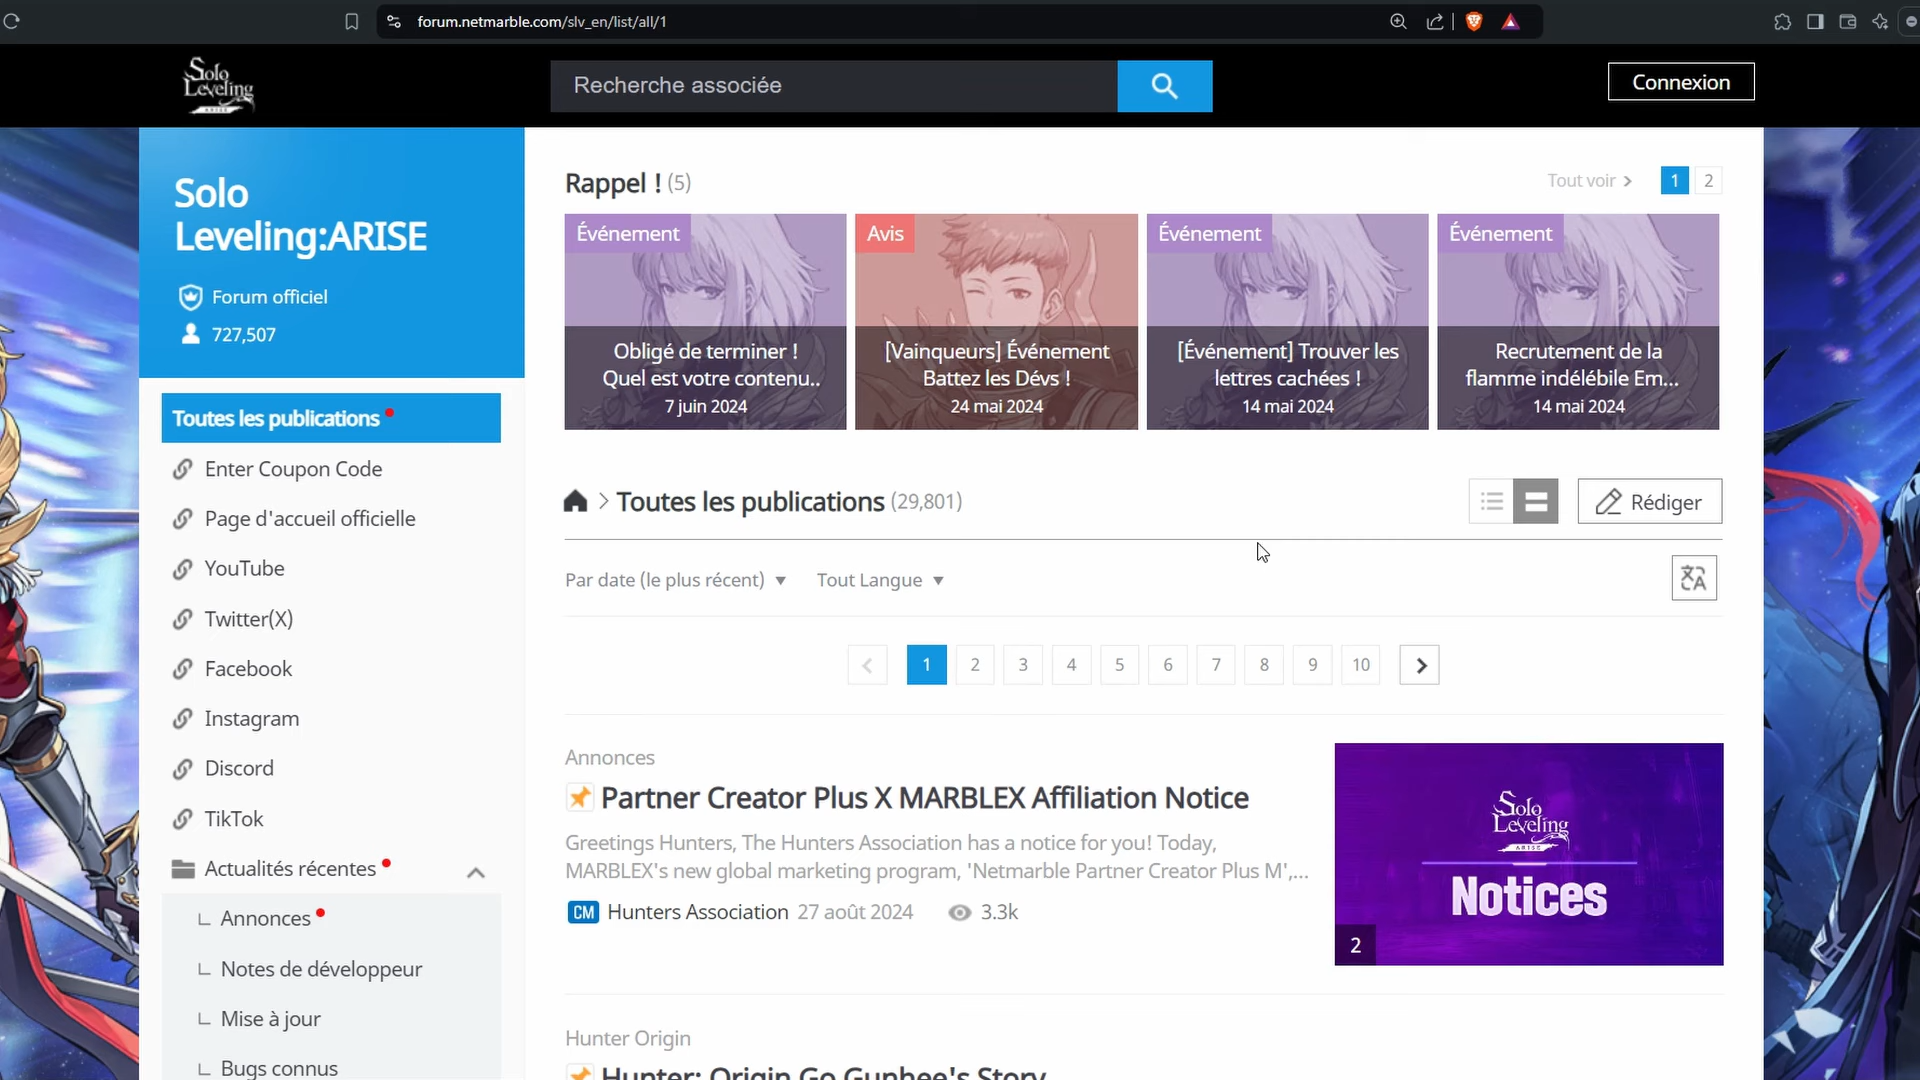 forum.netmarble.com/slv_en/list/all/1
Solo
Leveling
ARISE
Recherche associée
Connexion
Solo
Leveling:ARISE
Forum officiel
727,507
Toutes les publications
Enter Coupon Code
Page d'accueil officielle
YouTube
Twitter(X)
Facebook
Instagram
Discord
TikTok
Actualités récentes
Annonces
Notes de développeur
Mise à jour
Bugs connus
Rappel ! (5)
Tout voir
1 2
Événement
Obligé de terminer !
Quel est votre contenu..
7 juin 2024
Avis
[Vainqueurs] Événement
Battez les Dévs !
24 mai 2024
Événement
[Événement] Trouver les
lettres cachées !
14 mai 2024
Événement
Recrutement de la
flamme indélébile Em...
14 mai 2024
Toutes les publications (29,801)
Rédiger
Par date (le plus récent) Tout Langue
1 2 3 4 5 6 7 8 9 10
Annonces
Partner Creator Plus X MARBLEX Affiliation Notice
Greetings Hunters, The Hunters Association has a notice for you! Today,
MARBLEX's new global marketing program, 'Netmarble Partner Creator Plus M',...
CM Hunters Association 27 août 2024 3.3k
Solo
Leveling
ARISE
Notices
2
Hunter Origin
Hunter: Origin Go Gunhee's Story